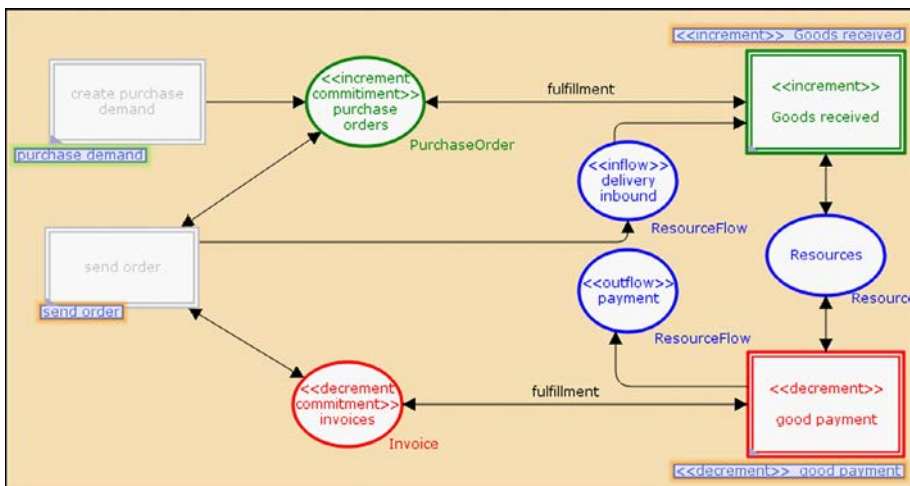 <<increment>> Goods received
create purchase
demand
purchase demand
<<increment
commitiment>>
purchase
orders
PurchaseOrder
fulfillment
<<increment>>
Goods received
<<inflow>>
delivery
inbound
ResourceFlow
send order
send order
Resources
Resource
<<outflow>>
payment
ResourceFlow
<<decrement
commitment>>
invoices
Invoice
fulfillment
<<decrement>>
good payment
<<decrement>> good payment